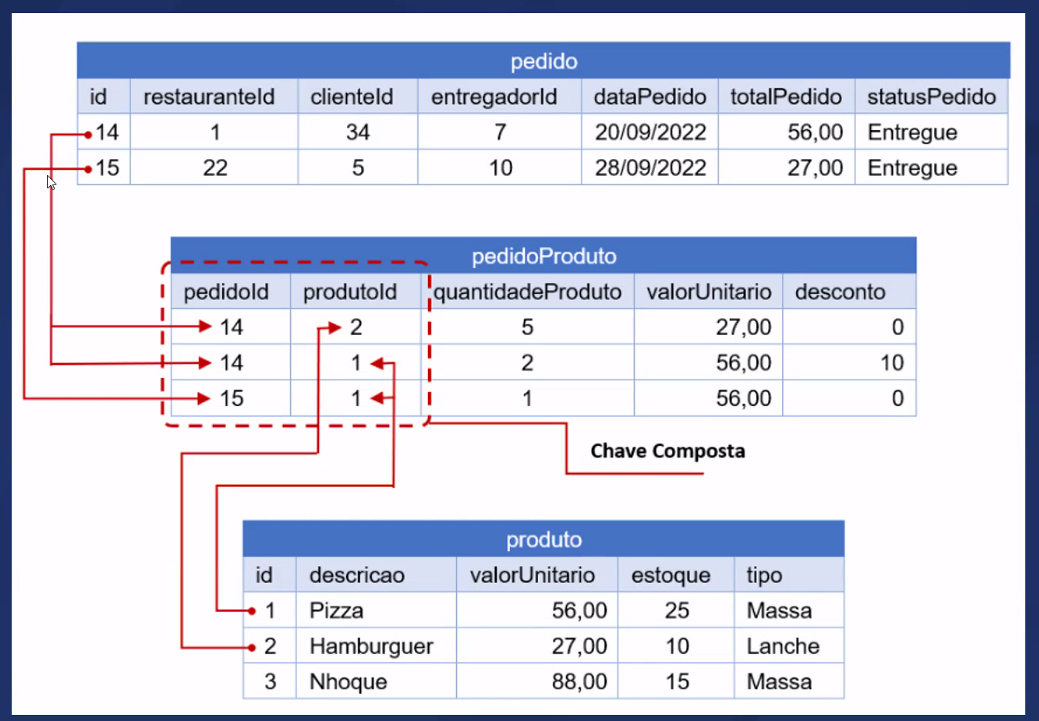 pedido
id restauranteId clienteId entregadorId dataPedido totalPedido statusPedido
14 1 34 7 20/09/2022 56,00 Entregue
15 22 5 10 28/09/2022 27,00 Entregue
pedidoProduto
pedidoId produtoId quantidadeProduto valorUnitario desconto
14 2 5 27,00 0
14 1 2 56,00 10
15 1 1 56,00 0
Chave Composta
produto
id descricao valorUnitario estoque tipo
1 Pizza 56,00 25 Massa
2 Hamburguer 27,00 10 Lanche
3 Nhoque 88,00 15 Massa